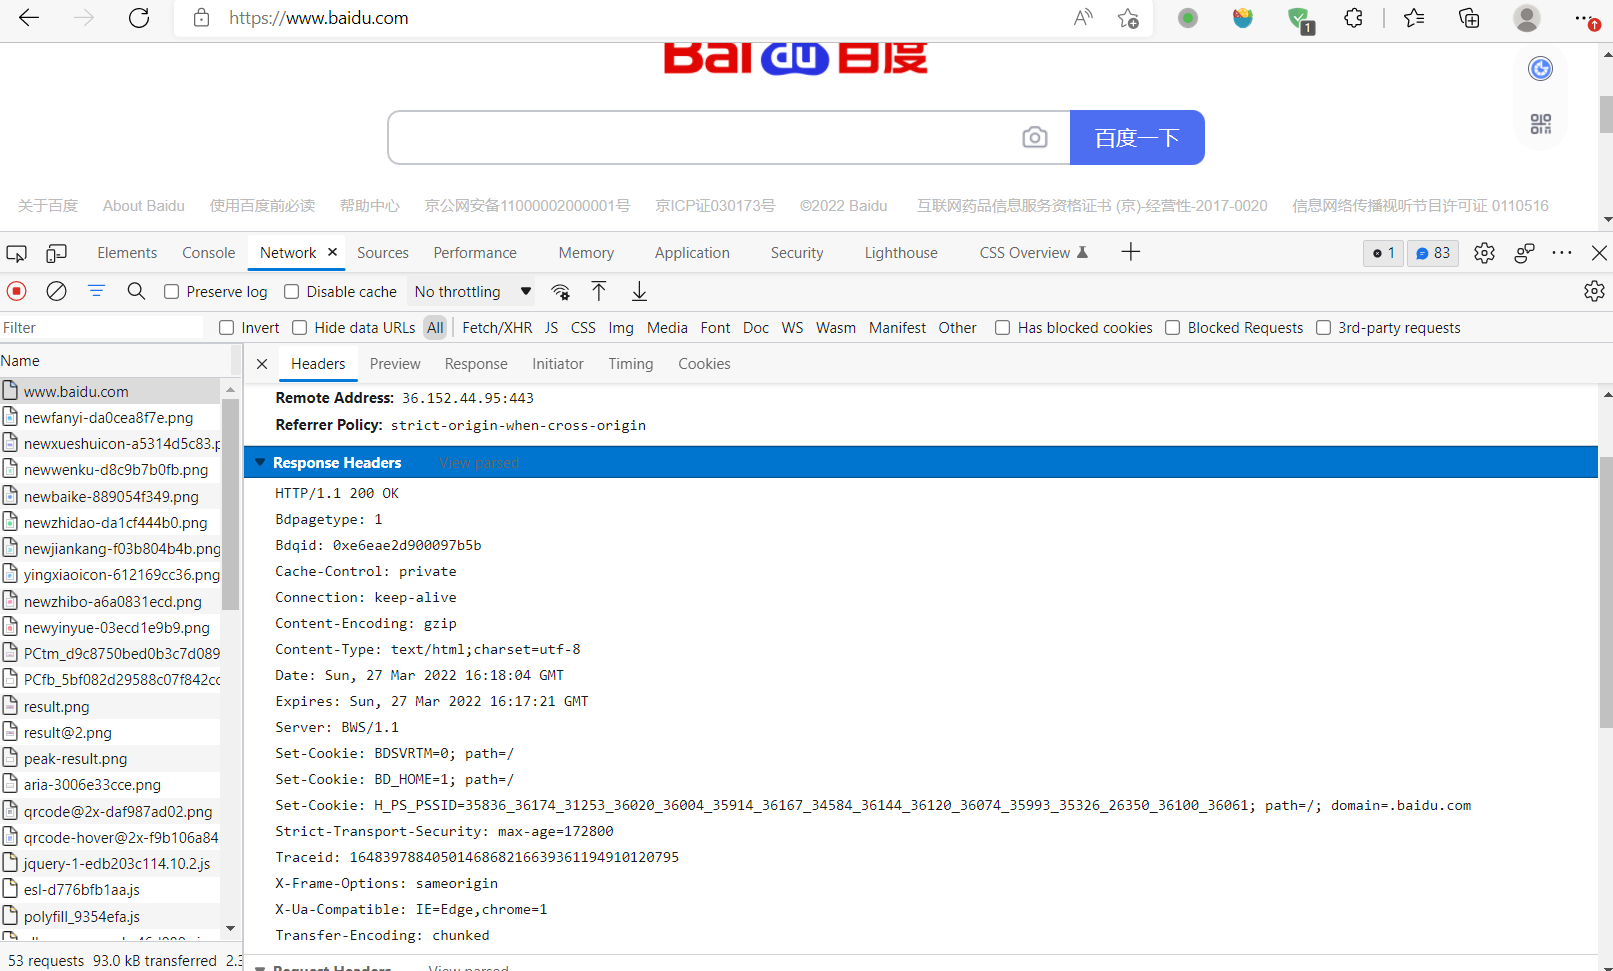 https://www.baidu.com
1
Bai du 百度
百度一下
关于百度 About Baidu 使用百度前必读 帮助中心 京公网安备11000002000001号 京ICP证030173号 ©2022 Baidu 互联网药品信息服务资格证书 (京)-经营性-2017-0020 信息网络传播视听节目许可证 0110516
Elements Console Network Sources Performance Memory Application Security Lighthouse CSS Overview 1 83
Preserve log Disable cache No throttling
Filter Invert Hide data URLs All Fetch/XHR JS CSS Img Media Font Doc WS Wasm Manifest Other Has blocked cookies Blocked Requests 3rd-party requests
Name
www.baidu.com
newfanyi-da0cea8f7e.png
newxueshuicon-a5314d5c83.p
newwenku-d8c9b7b0fb.png
newbaike-889054f349.png
newzhidao-da1cf444b0.png
newjiankang-f03b804b4b.png
yingxiaoicon-612169cc36.png
newzhibo-a6a0831ecd.png
newyinyue-03ecd1e9b9.png
PCtm_d9c8750bed0b3c7d089
PCfb_5bf082d29588c07f842cc
result.png
result@2.png
peak-result.png
aria-3006e33cce.png
qrcode@2x-daf987ad02.png
qrcode-hover@2x-f9b106a84
jquery-1-edb203c114.10.2.js
esl-d776bfb1aa.js
polyfill_9354efa.js
53 requests 93.0 kB transferred 2.3
Headers Preview Response Initiator Timing Cookies
Remote Address: 36.152.44.95:443
Referrer Policy: strict-origin-when-cross-origin
Response Headers View parsed
HTTP/1.1 200 OK
Bdpagetype: 1
Bdqid: 0xe6eae2d900097b5b
Cache-Control: private
Connection: keep-alive
Content-Encoding: gzip
Content-Type: text/html;charset=utf-8
Date: Sun, 27 Mar 2022 16:18:04 GMT
Expires: Sun, 27 Mar 2022 16:17:21 GMT
Server: BWS/1.1
Set-Cookie: BDSVRTM=0; path=/
Set-Cookie: BD_HOME=1; path=/
Set-Cookie: H_PS_PSSID=35836_36174_31253_36020_36004_35914_36167_34584_36144_36120_36074_35993_35326_26350_36100_36061; path=/; domain=.baidu.com
Strict-Transport-Security: max-age=172800
Traceid: 1648397884050146868216639361194910120795
X-Frame-Options: sameorigin
X-Ua-Compatible: IE=Edge,chrome=1
Transfer-Encoding: chunked
Request Headers View parsed